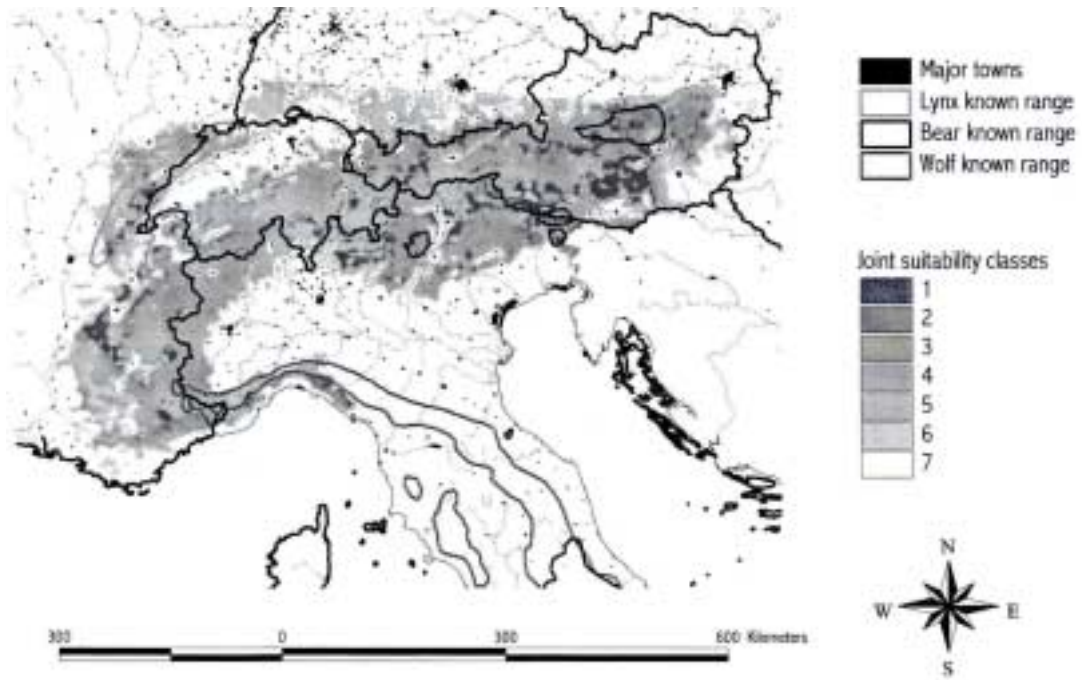 Major towns
Lynx known range
Bear known range
Wolf known range
Joint suitability classes
1
2
3
4
5
6
7
N
W E
S
300 0 300 600 Kilometers